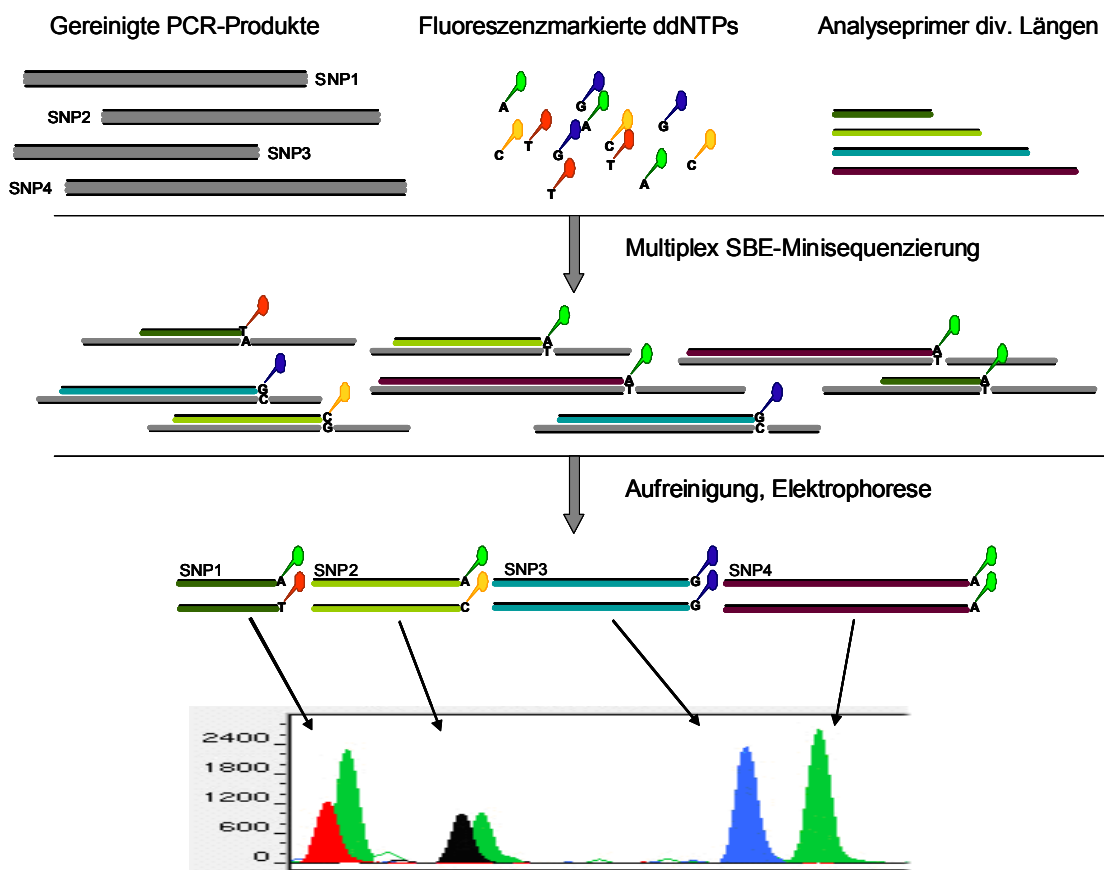 Gereinigte PCR-Produkte
Fluoreszenzmarkierte ddNTPs
Analyseprimer div. Längen
SNP1
SNP2
SNP3
SNP4
A
G
A
G
C
T
G
C
T
C
T
A
Multiplex SBE-Minisequenzierung
T
A
A
T
A
T
G
C
A
T
A
T
C
G
G
C
Aufreinigung, Elektrophorese
SNP1
A
SNP2
A
SNP3
G
SNP4
A
T
C
G
A
2400
1800
1200
600
0